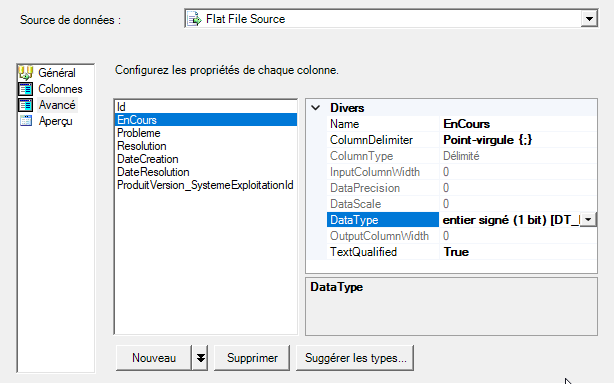 Source de données :
Flat File Source
Général
Colonnes
Avancé
Aperçu
Configurez les propriétés de chaque colonne.
Id
EnCours
Probleme
Resolution
DateCreation
DateResolution
ProduitVersion_SystemeExploitationId
Divers
Name EnCours
ColumnDelimiter Point-virgule {;}
ColumnType Délimité
InputColumnWidth 0
DataPrecision 0
DataScale 0
DataType entier signé (1 bit) [DT_
OutputColumnWidth 0
TextQualified True
DataType
Nouveau
Supprimer
Suggérer les types...